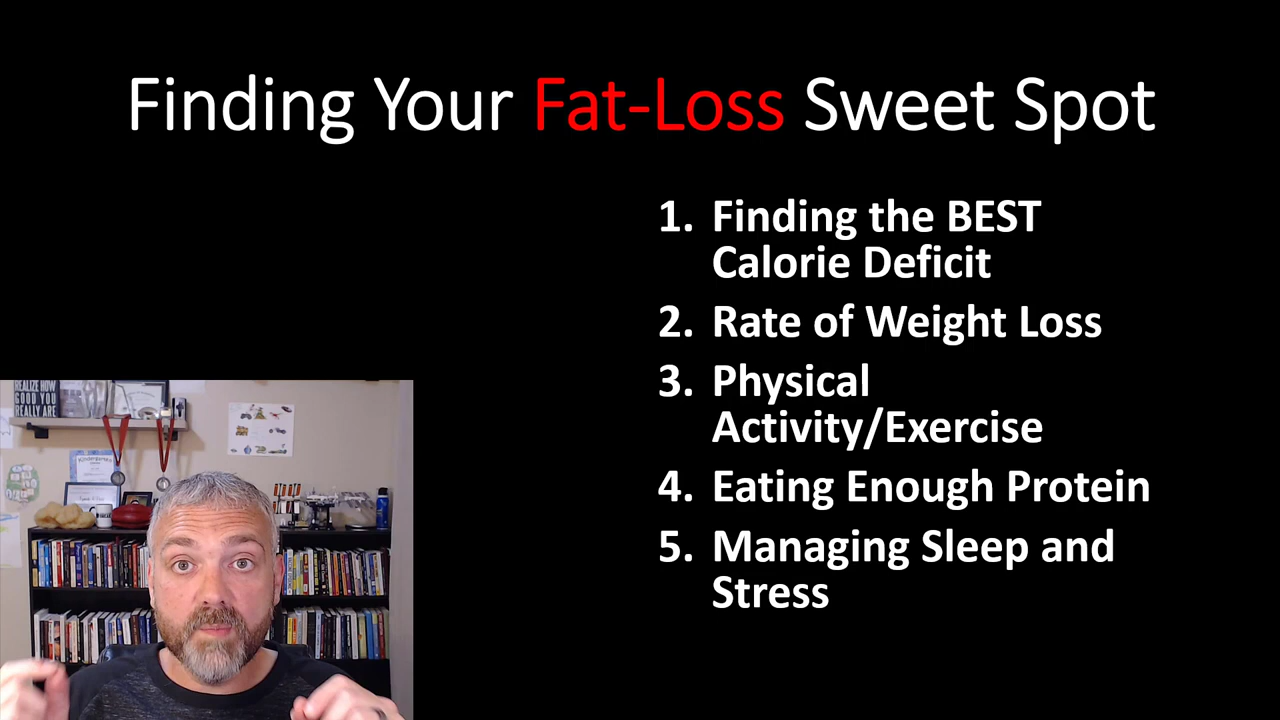 Finding Your Fat-Loss Sweet Spot
1. Finding the BEST
Calorie Deficit
2. Rate of Weight Loss
3. Physical
Activity/Exercise
4. Eating Enough Protein
5. Managing Sleep and
Stress
REALIZE HOW
GOOD YOU
REALLY ARE